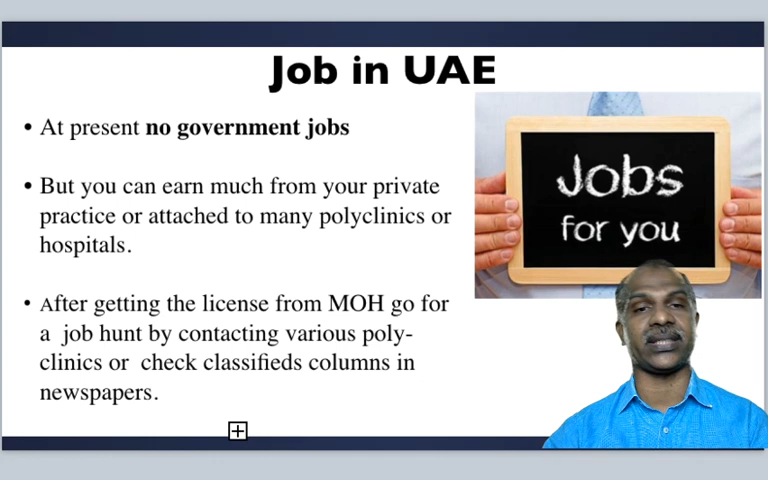 Job in UAE
• At present no government jobs
• But you can earn much from your private
practice or attached to many polyclinics or
hospitals.
• After getting the license from MOH go for
a job hunt by contacting various poly-
clinics or check classifieds columns in
newspapers.
Jobs
for you